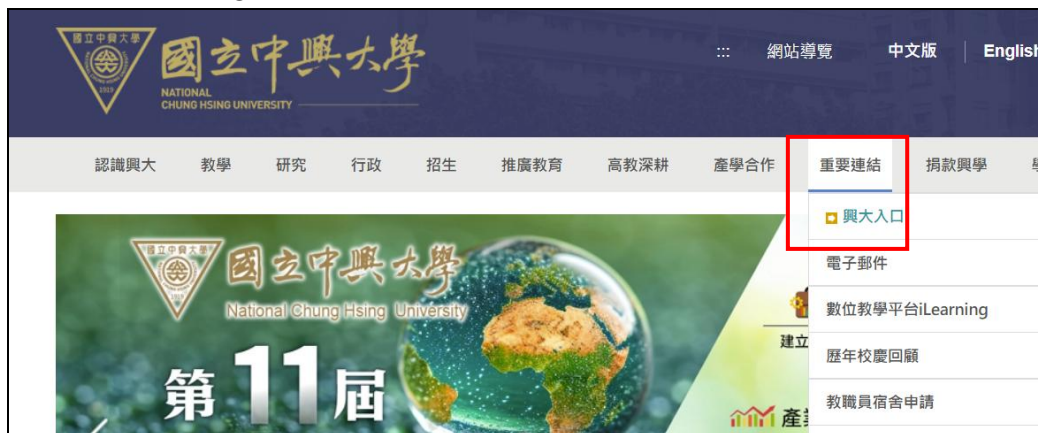 國立中興大學
國立中興大學
NATIONAL
CHUNG HSING UNIVERSITY
1919
::: 網站導覽 中文版 English
認識興大 教學 研究 行政 招生 推廣教育 高教深耕 產學合作 重要連結 捐款興學
興大入口
電子郵件
數位教學平台iLearning
歷年校慶回顧
教職員宿舍申請
國立中興大學
國立中興大學
National Chung Hsing University
第11屆
建立
產